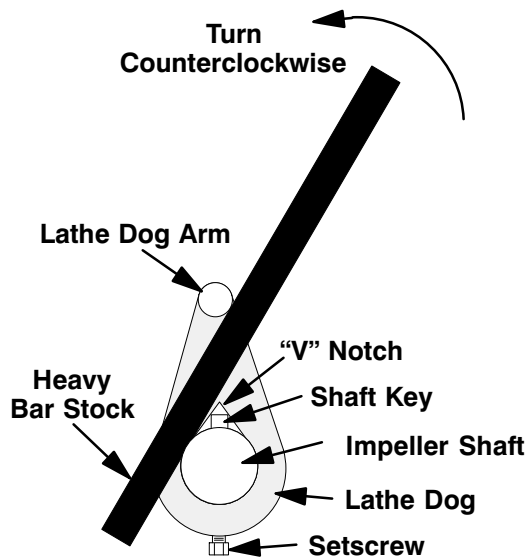 Turn
Counterclockwise
Lathe Dog Arm
“V” Notch
Shaft Key
Heavy
Bar Stock
Impeller Shaft
Lathe Dog
Setscrew